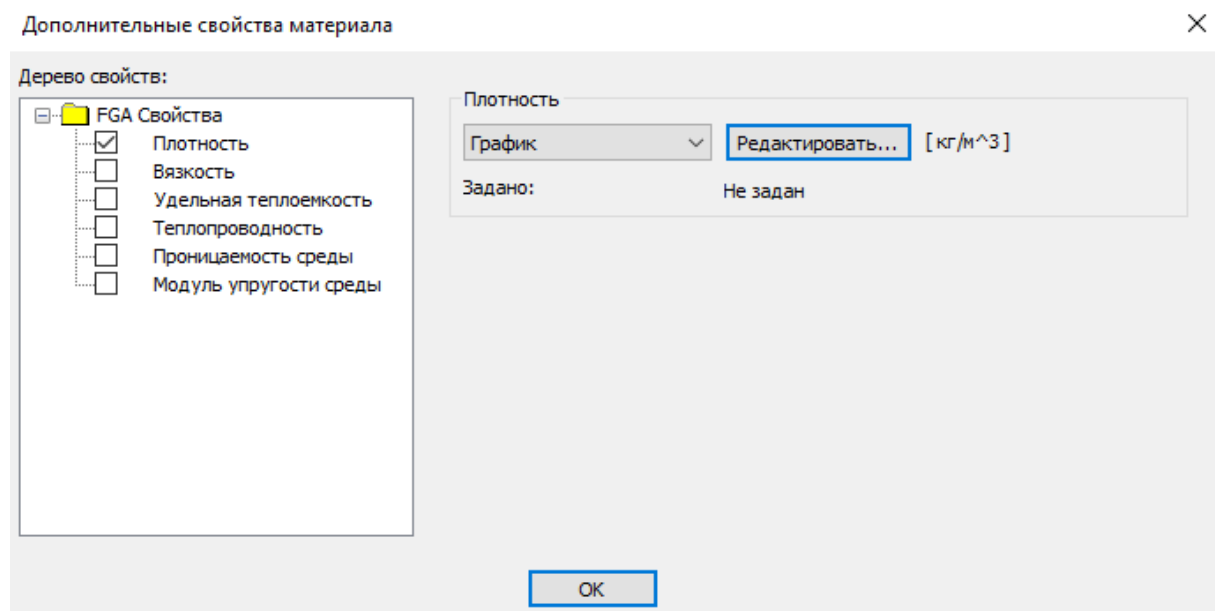 Дополнительные свойства материала
Дерево свойств:
FGA Свойства
Плотность
Вязкость
Удельная теплоемкость
Теплопроводность
Проницаемость среды
Модуль упругости среды
Плотность
График Редактировать... [кг/м^3]
Задано: Не задан
OK